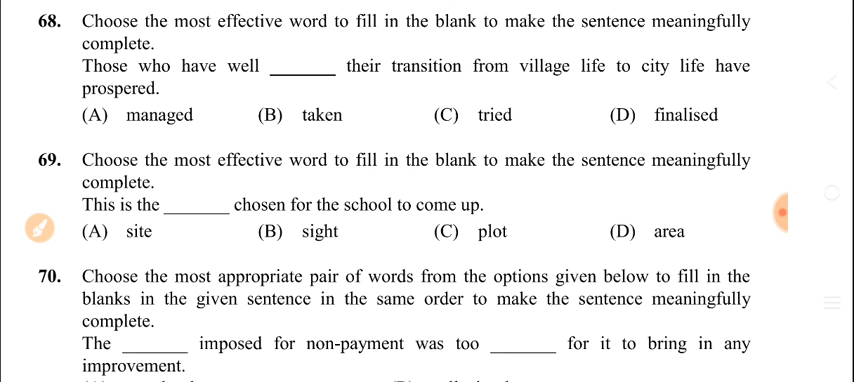 68. Choose the most effective word to fill in the blank to make the sentence meaningfully
complete.
Those who have well _______ their transition from village life to city life have
prospered.
(A) managed (B) taken (C) tried (D) finalised
69. Choose the most effective word to fill in the blank to make the sentence meaningfully
complete.
This is the _______ chosen for the school to come up.
(A) site (B) sight (C) plot (D) area
70. Choose the most appropriate pair of words from the options given below to fill in the
blanks in the given sentence in the same order to make the sentence meaningfully
complete.
The _______ imposed for non-payment was too _______ for it to bring in any
improvement.